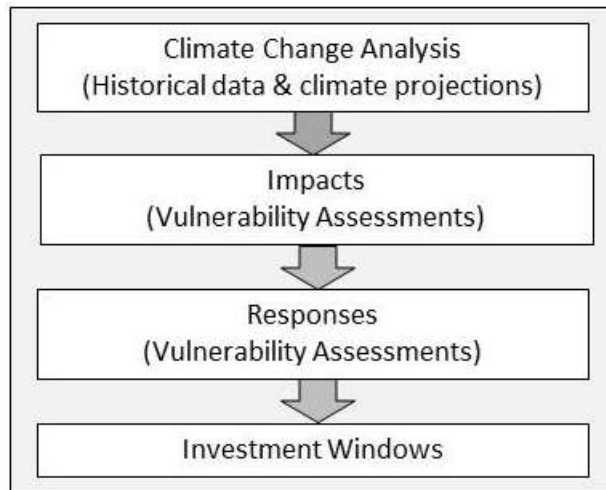 Climate Change Analysis
(Historical data & climate projections)
Impacts
(Vulnerability Assessments)
Responses
(Vulnerability Assessments)
Investment Windows